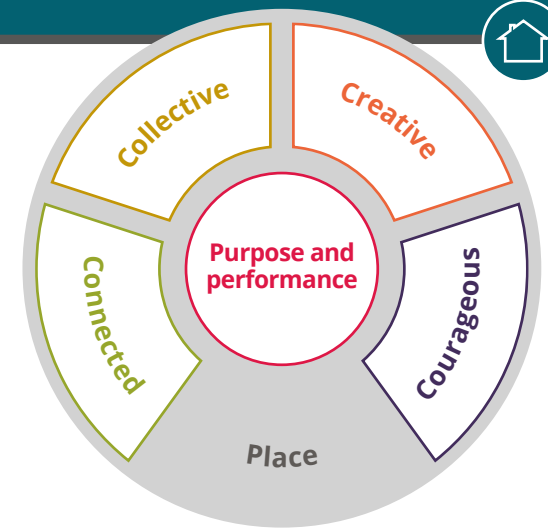 Collective
Creative
Purpose and
performance
Connected
Courageous
Place